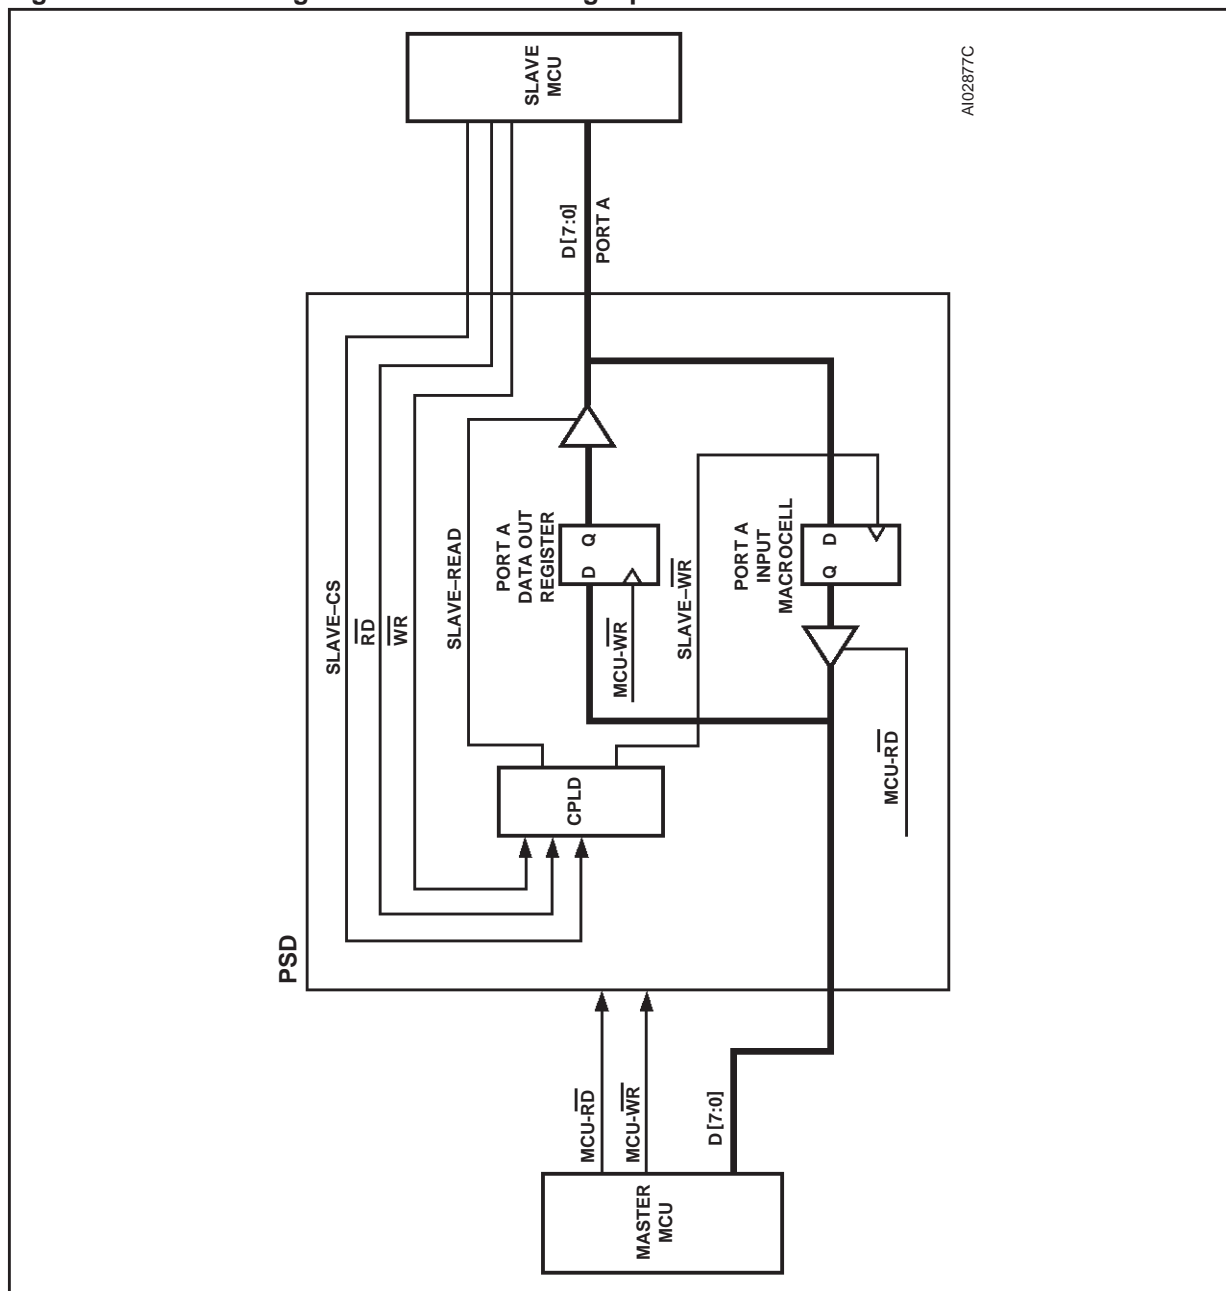 PSD
SLAVE–CS
RD
WR
SLAVE–READ
SLAVE
MCU
D[7:0]
PORT A
PORT A
DATA OUT
REGISTER
D Q
MCU-WR
CPLD
MCU-RD
MCU-WR
SLAVE–WR
MASTER
MCU
D[7:0]
PORT A
INPUT
MACROCELL
Q D
MCU-RD
AI02877C